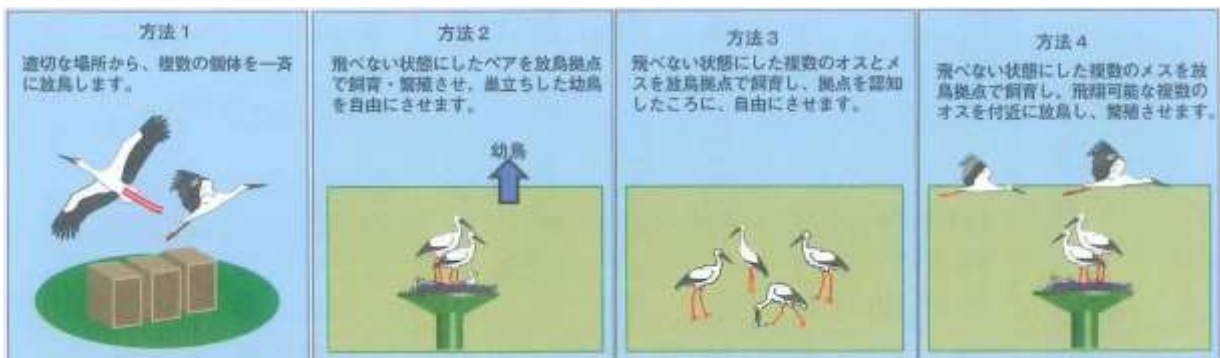 方法1
適切な場所から、複数の個体を一斉
に放鳥します。
方法2
飛べない状態にしたペアを放鳥拠点
で飼育・繁殖させ、巣立ちした幼鳥
を自由にさせます。
幼鳥
方法3
飛べない状態にした複数のオスとメ
スを放鳥拠点で飼育し、拠点を認知
したころに、自由にさせます。
方法4
飛べない状態にした複数のメスを放
鳥拠点で飼育し、飛翔可能な複数の
オスを付近に放鳥し、繁殖させます。